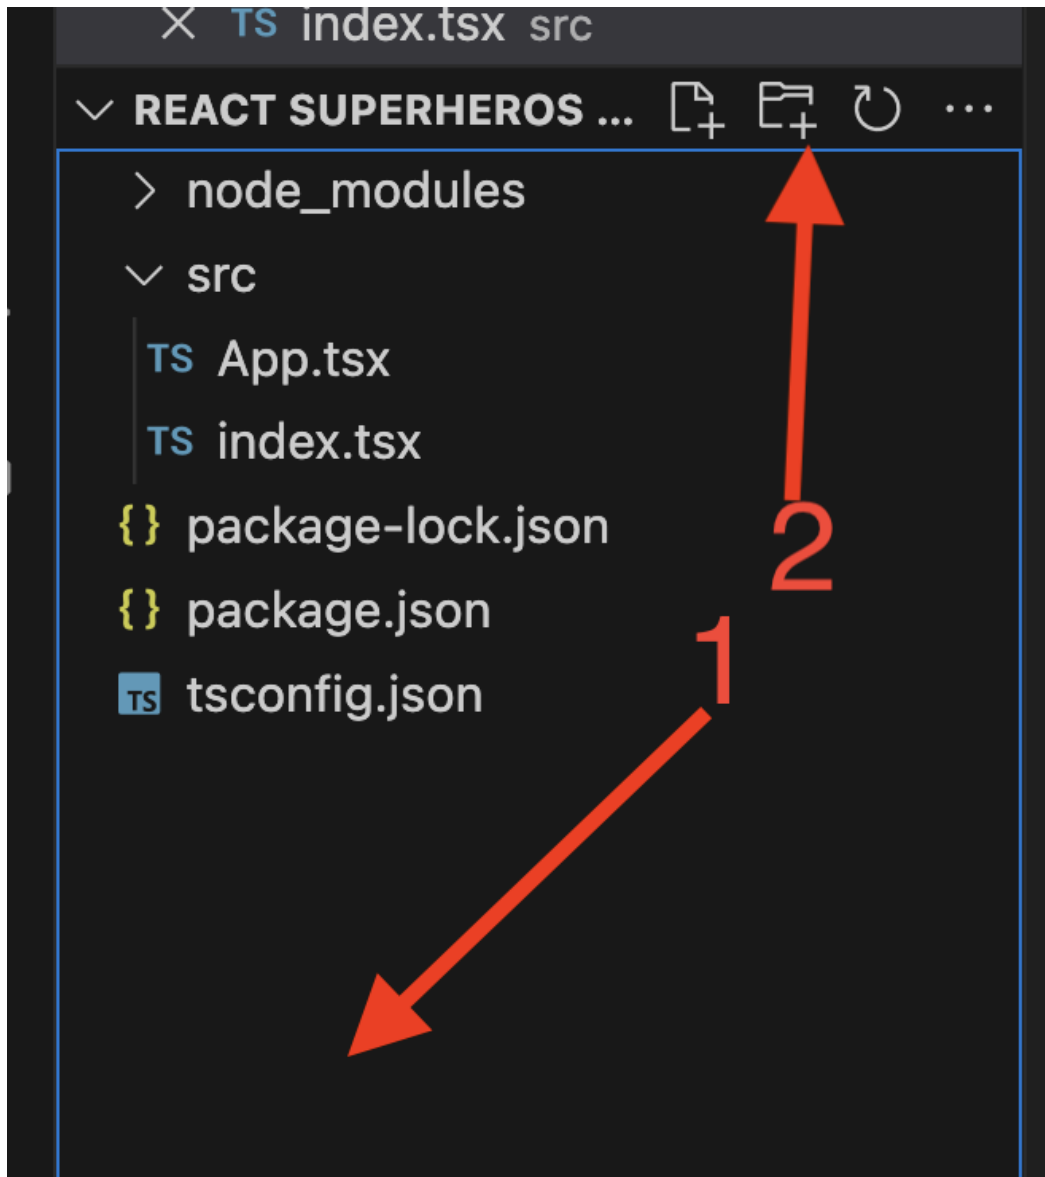 TS index.tsx src
REACT SUPERHEROS ...
node_modules
src
TS App.tsx
TS index.tsx
{} package-lock.json
2
{} package.json
1
TS tsconfig.json